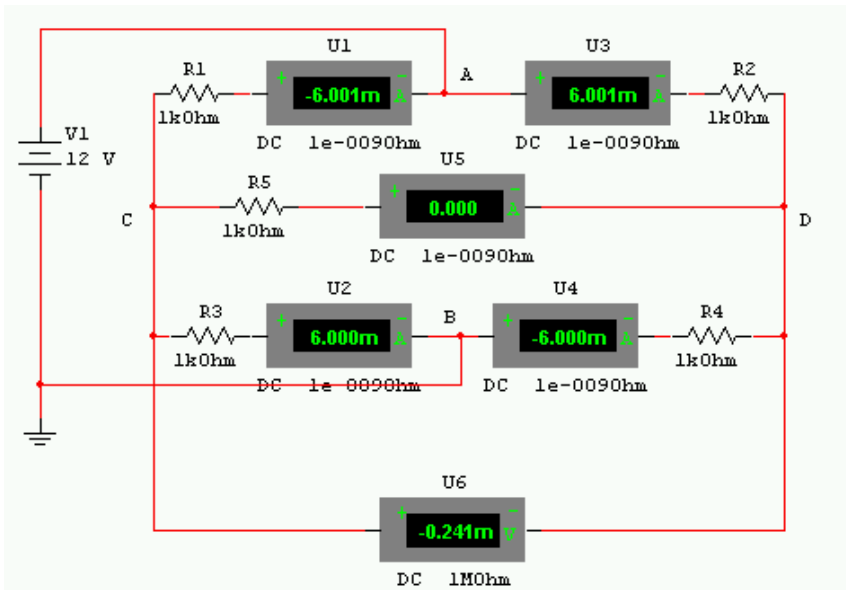 U1 U3
R1 + - A + - R2
-6.001m A 6.001m A
1kOhm 1kOhm
V1 DC 1e-009Ohm DC 1e-009Ohm
12 V U5
R5 + -
C 0.000 A D
1kOhm
DC 1e-009Ohm
U2 U4
R3 + - B + - R4
6.000m A -6.000m A
1kOhm 1kOhm
DC 1e-009Ohm DC 1e-009Ohm
U6
+ -
-0.241m V
DC 1MOhm